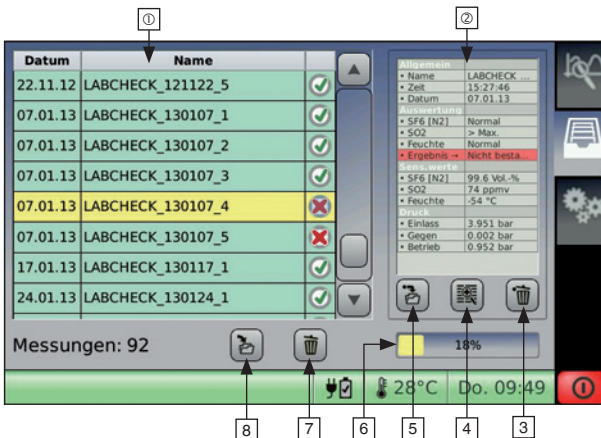 ① ②
Datum Name
22.11.12 LABCHECK_121122_5
07.01.13 LABCHECK_130107_1
07.01.13 LABCHECK_130107_2
07.01.13 LABCHECK_130107_3
07.01.13 LABCHECK_130107_4
07.01.13 LABCHECK_130107_5
17.01.13 LABCHECK_130117_1
24.01.13 LABCHECK_130124_1
Allgemein
• Name LABCHECK ...
• Zeit 15:27:46
• Datum 07.01.13
Auswertung
• SF6 [N2] Normal
• SO2 > Max.
• Feuchte Normal
• Ergebnis → Nicht besta...
Sens.werte
• SF6 [N2] 99.6 Vol.-%
• SO2 74 ppmv
• Feuchte -54 °C
Druck
• Einlass 3.951 bar
• Gegen 0.002 bar
• Betrieb 0.952 bar
Messungen: 92
18%
28°C Do. 09:49
8 7 6 5 4 3